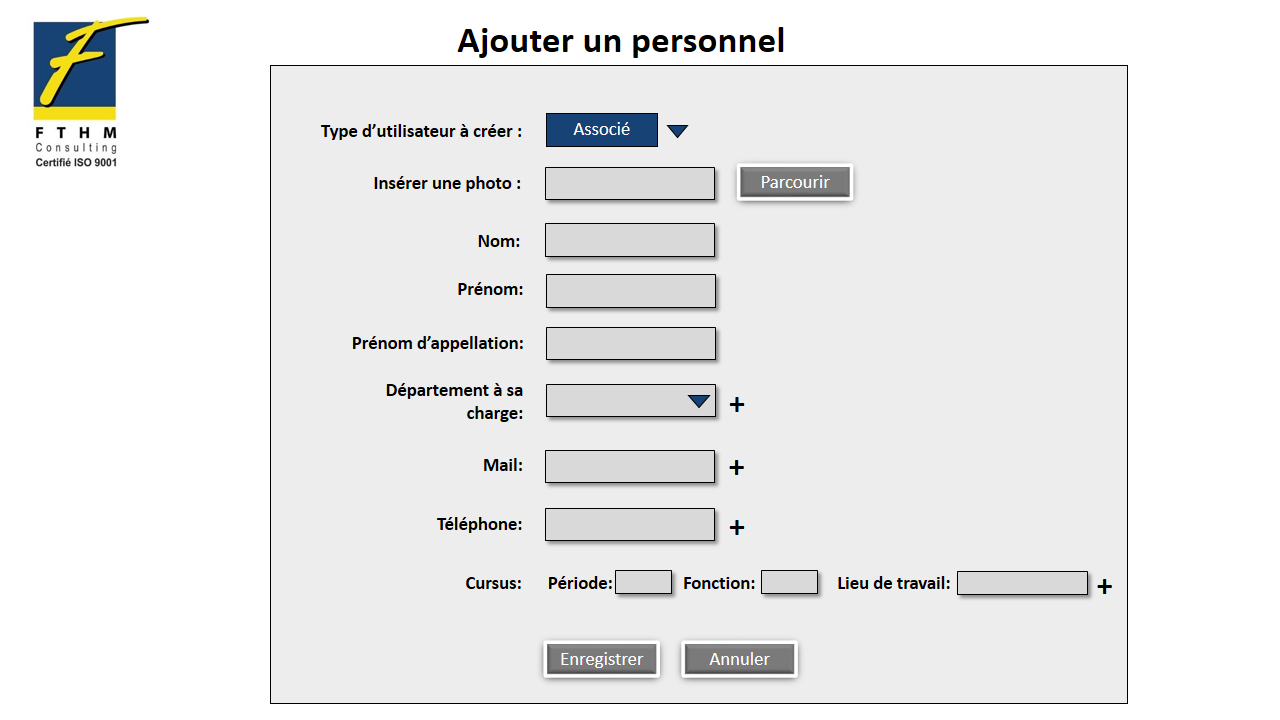 Ajouter un personnel
F T H M
Consulting
Certifié ISO 9001
Type d’utilisateur à créer : Associé
Insérer une photo : Parcourir
Nom:
Prénom:
Prénom d’appellation:
Département à sa
charge: +
Mail: +
Téléphone: +
Cursus: Période: Fonction: Lieu de travail: +
Enregistrer Annuler